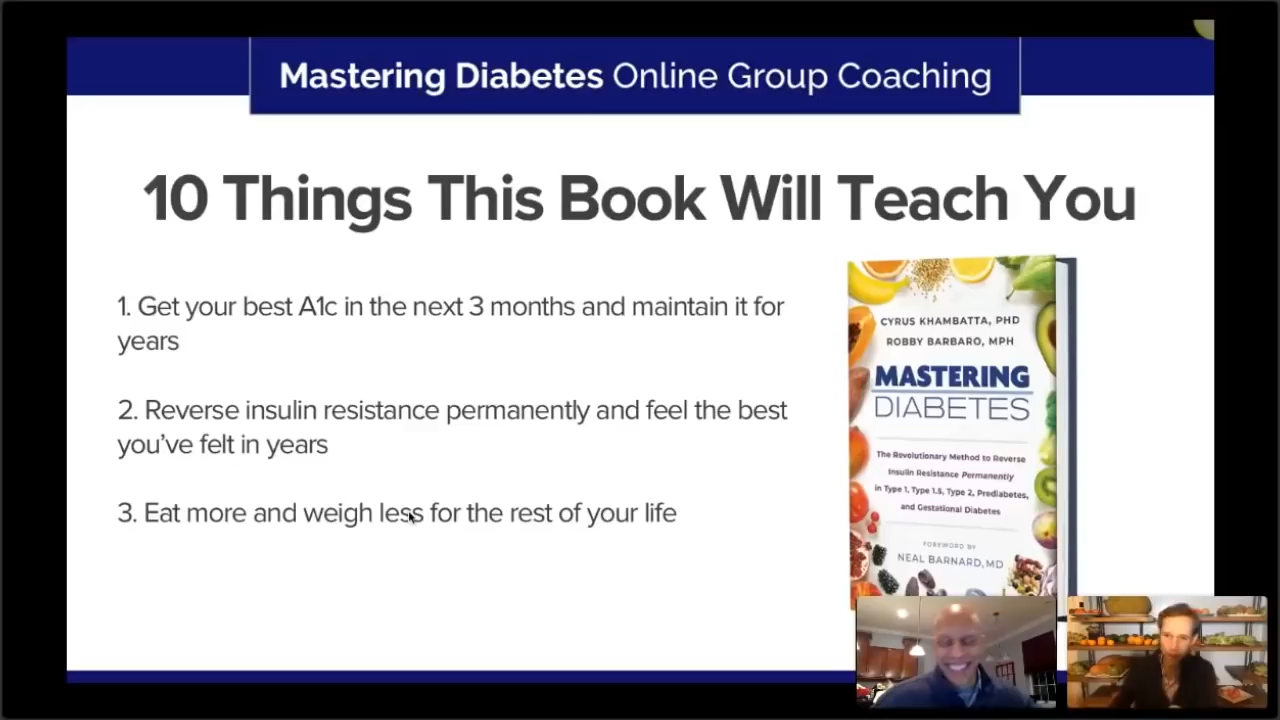 Mastering Diabetes Online Group Coaching
10 Things This Book Will Teach You
1. Get your best A1c in the next 3 months and maintain it for
years
2. Reverse insulin resistance permanently and feel the best
you’ve felt in years
3. Eat more and weigh less for the rest of your life
CYRUS KHAMBATTA, PHD
ROBBY BARBARO, MPH
MASTERING
DIABETES
The Revolutionary Method to Reverse
Insulin Resistance Permanently
in Type 1, Type 1.5, Type 2, Prediabetes,
and Gestational Diabetes
FOREWORD BY
NEAL BARNARD, MD